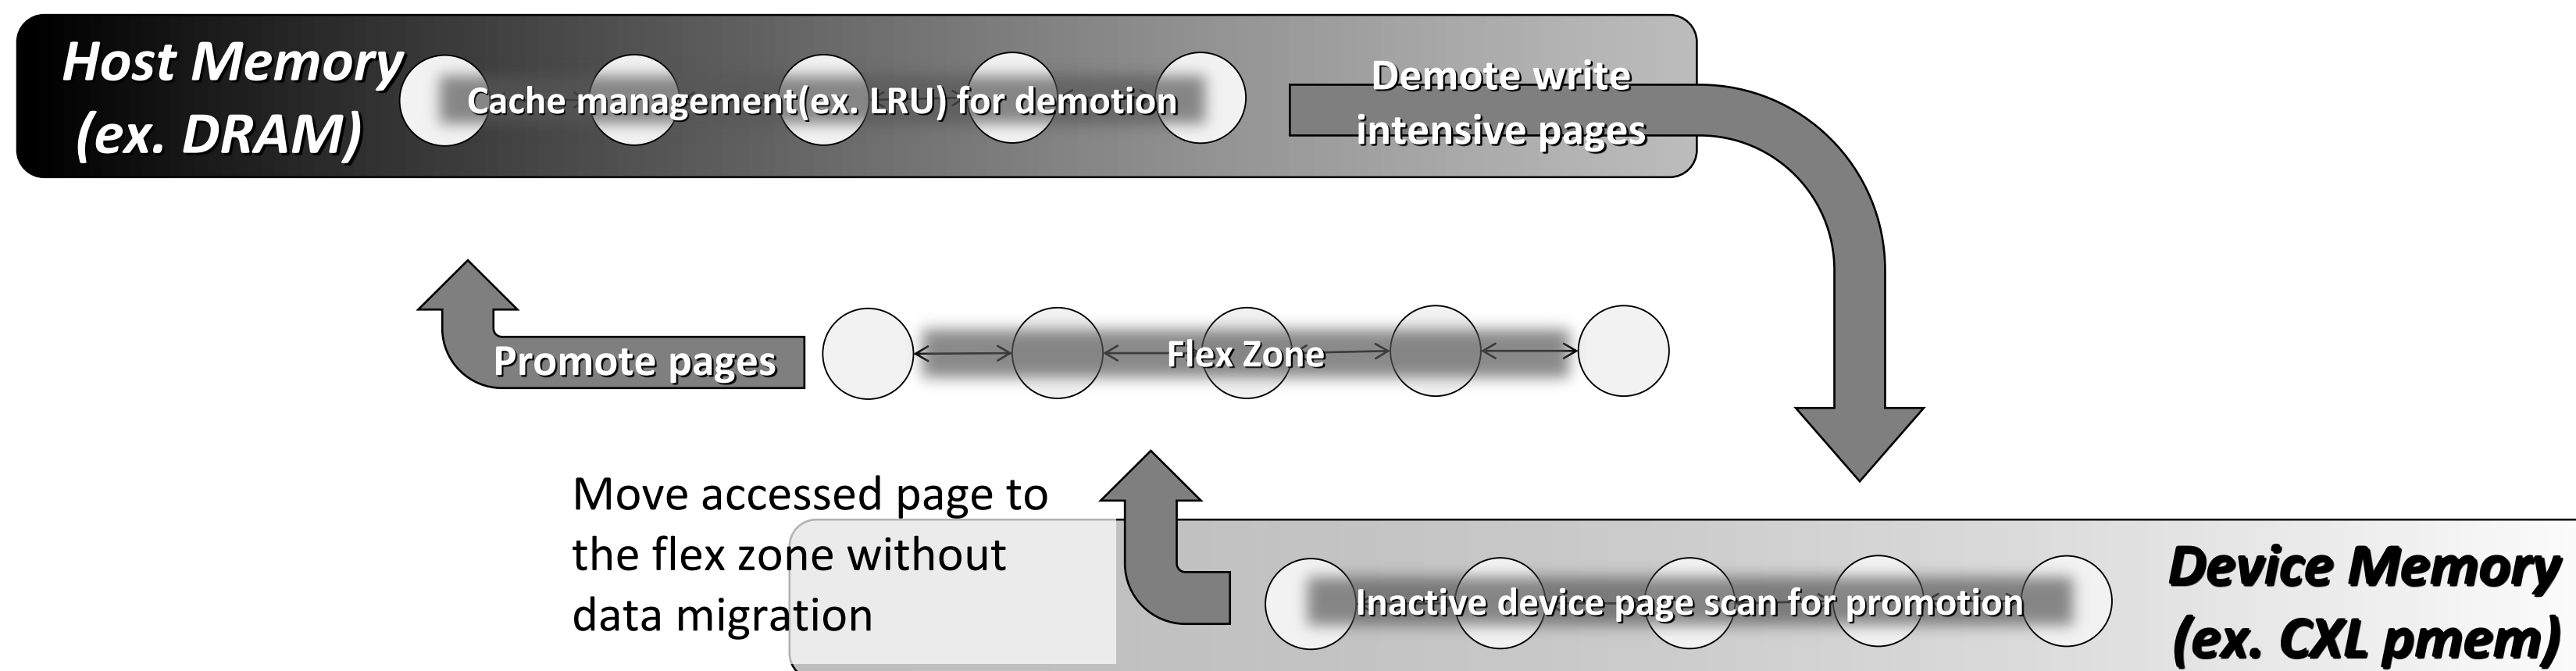 Host Memory
(ex. DRAM)
Cache management(ex. LRU) for demotion
Demote write
intensive pages
Promote pages
Flex Zone
Move accessed page to
the flex zone without
data migration
Inactive device page scan for promotion
Device Memory
(ex. CXL pmem)